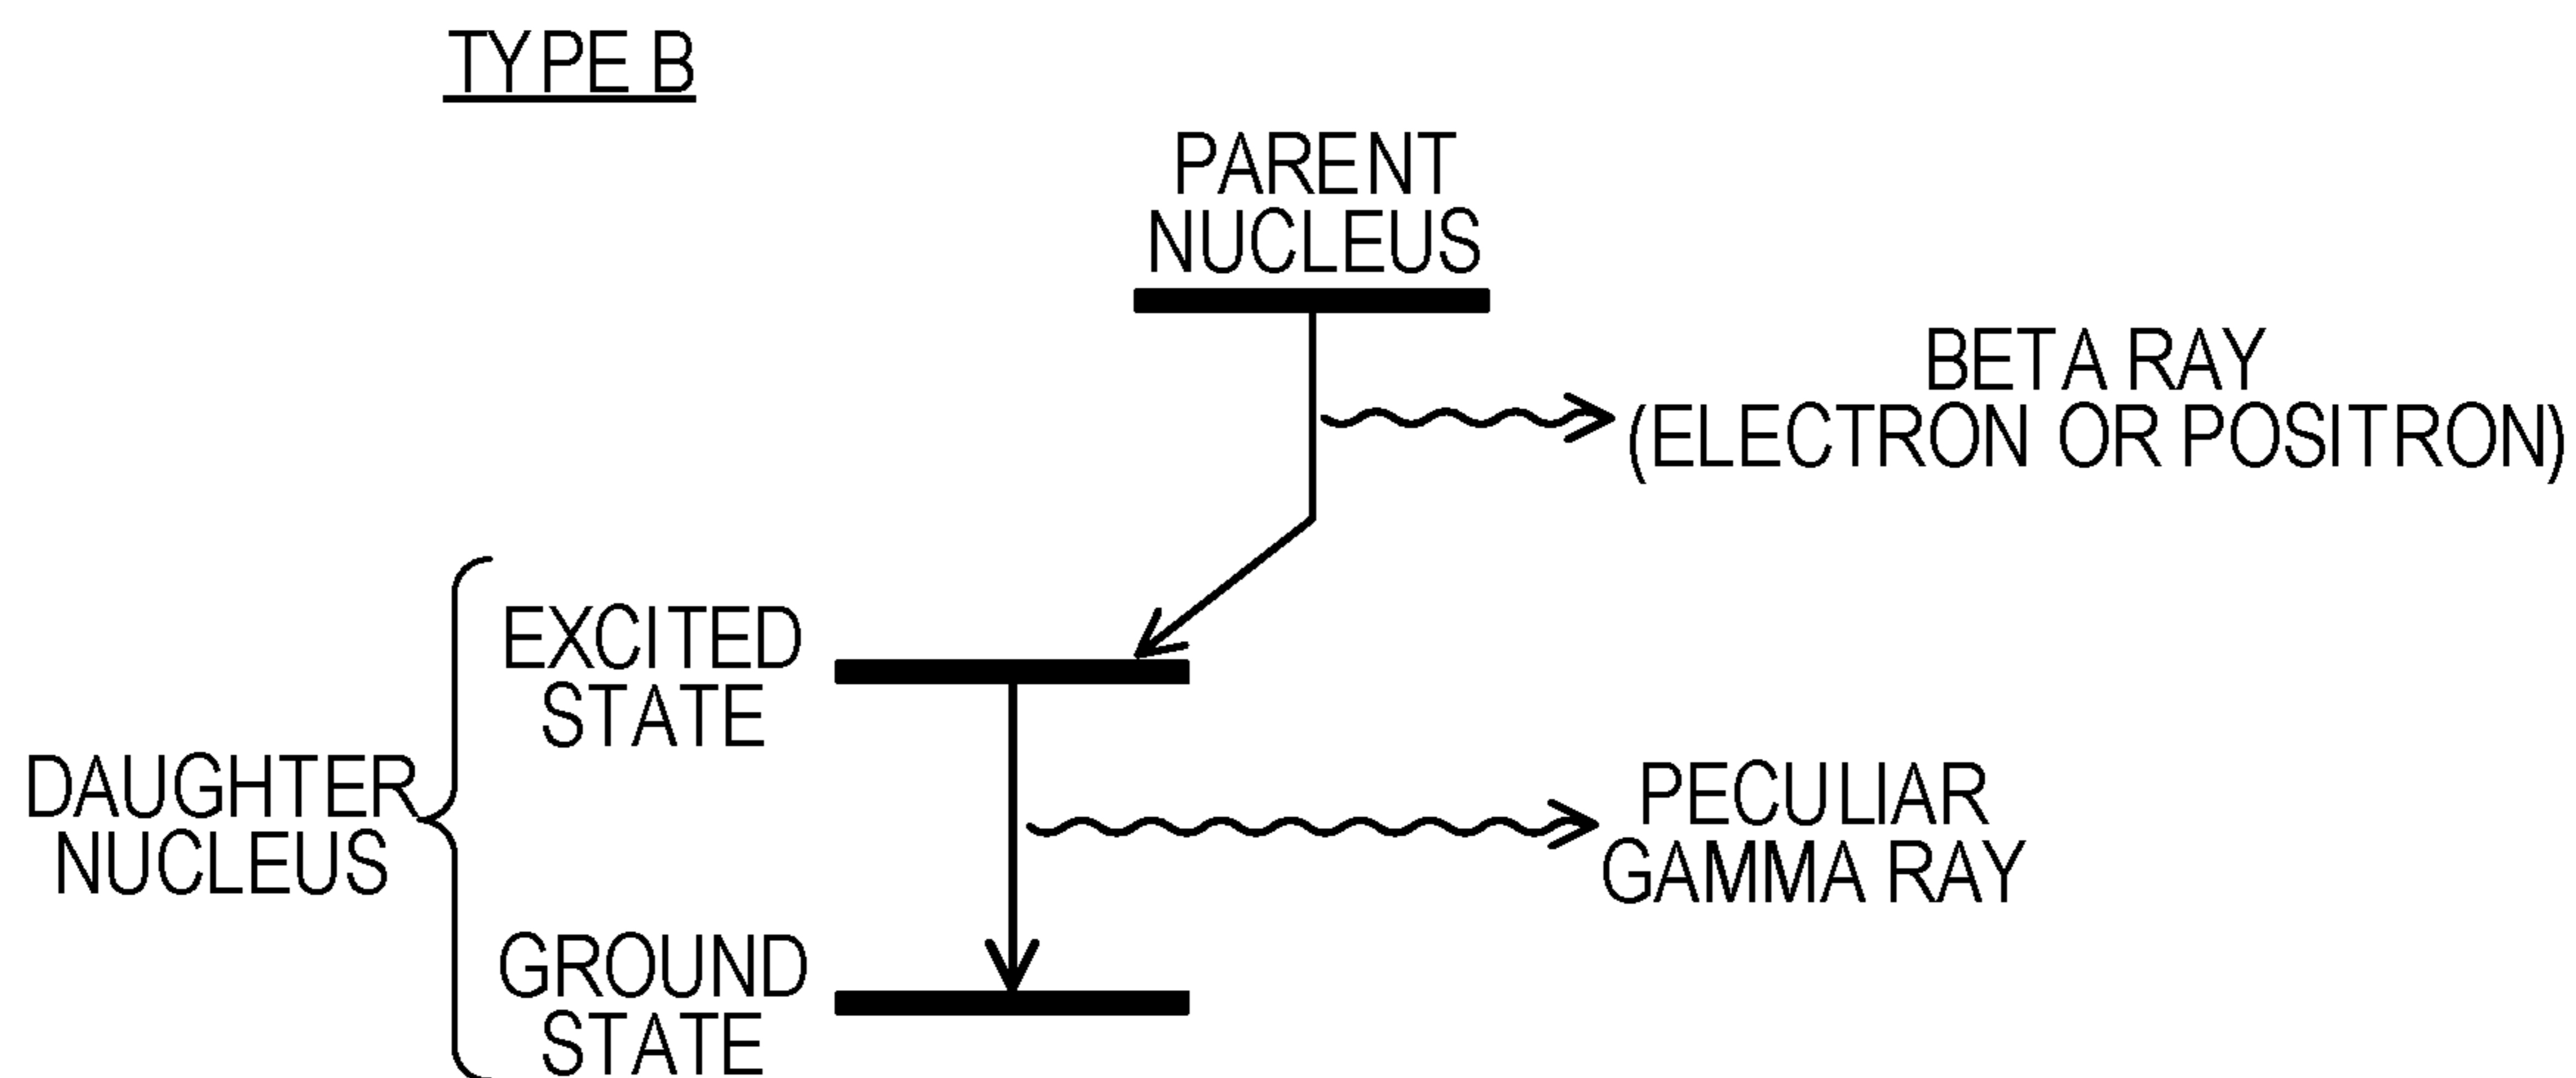 TYPE B
PARENT
NUCLEUS
BETA RAY
(ELECTRON OR POSITRON)
EXCITED
STATE
DAUGHTER
NUCLEUS
PECULIAR
GAMMA RAY
GROUND
STATE